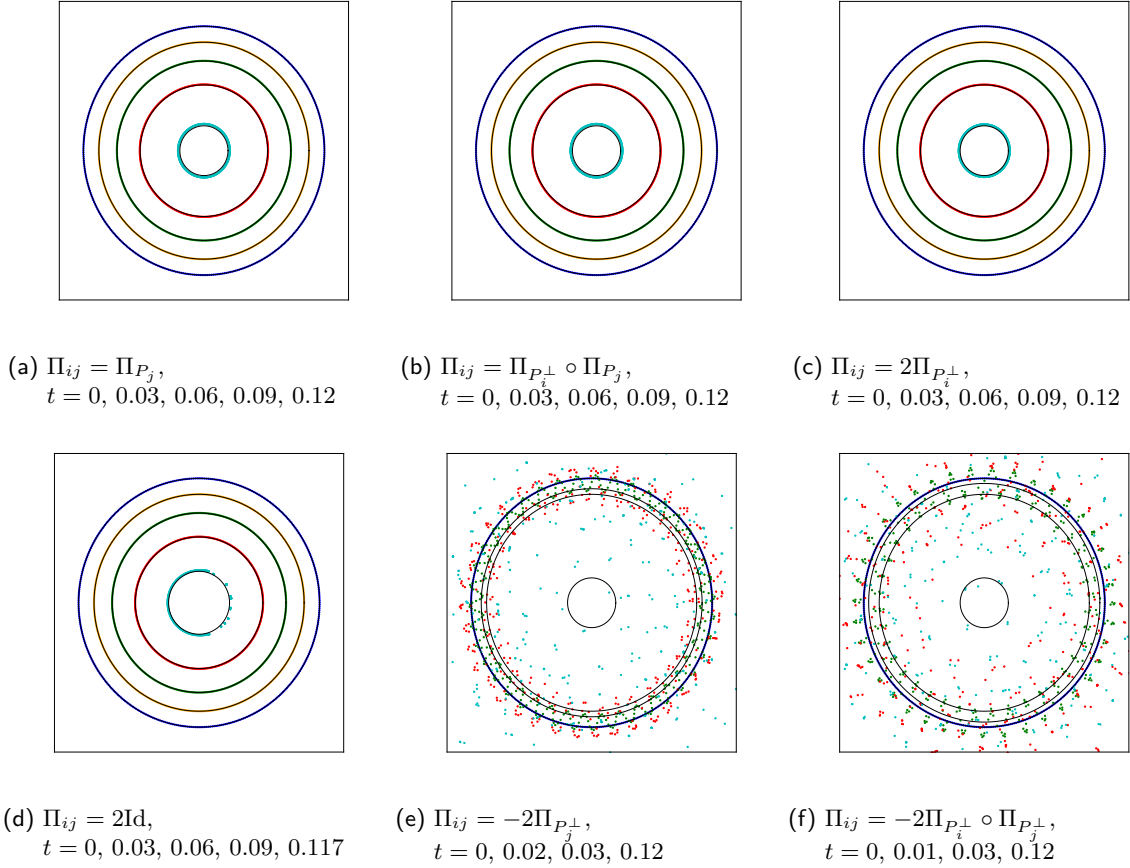 (a) Π_{ij} = Π_{P_j},
t = 0, 0.03, 0.06, 0.09, 0.12
(b) Π_{ij} = Π_{P_i^⊥} ∘ Π_{P_j},
t = 0, 0.03, 0.06, 0.09, 0.12
(c) Π_{ij} = 2Π_{P_i^⊥},
t = 0, 0.03, 0.06, 0.09, 0.12
(d) Π_{ij} = 2Id,
t = 0, 0.03, 0.06, 0.09, 0.117
(e) Π_{ij} = −2Π_{P_j^⊥},
t = 0, 0.02, 0.03, 0.12
(f) Π_{ij} = −2Π_{P_i^⊥} ∘ Π_{P_j^⊥},
t = 0, 0.01, 0.03, 0.12